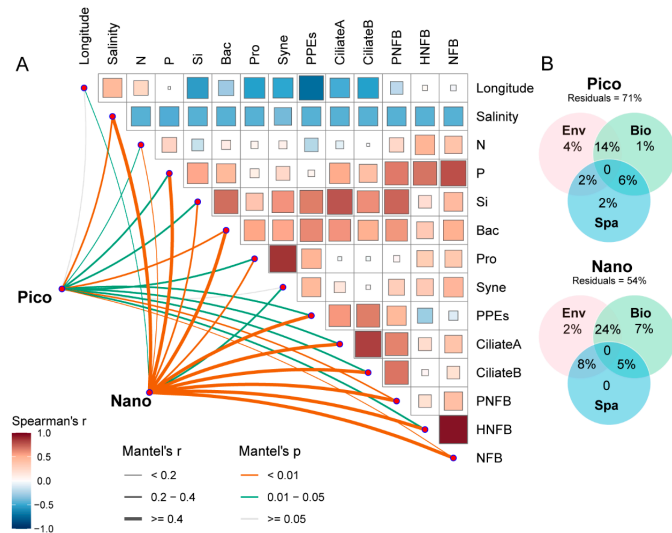 A
Longitude
Salinity
N
P
Si
Bac
Pro
Syne
PPEs
CiliateA
CiliateB
PNFB
HNFB
NFB
Longitude
Salinity
N
P
Si
Bac
Pro
Syne
PPEs
CiliateA
CiliateB
PNFB
HNFB
NFB
Pico
Nano
Spearman's r
1.0
0.5
0.0
−0.5
−1.0
Mantel's r
< 0.2
0.2 − 0.4
>= 0.4
Mantel's p
< 0.01
0.01 − 0.05
>= 0.05
B
Pico
Residuals = 71%
Env
Bio
4%
14%
1%
0
2%
6%
2%
Spa
Nano
Residuals = 54%
Env
Bio
2%
24%
7%
0
8%
5%
0
Spa